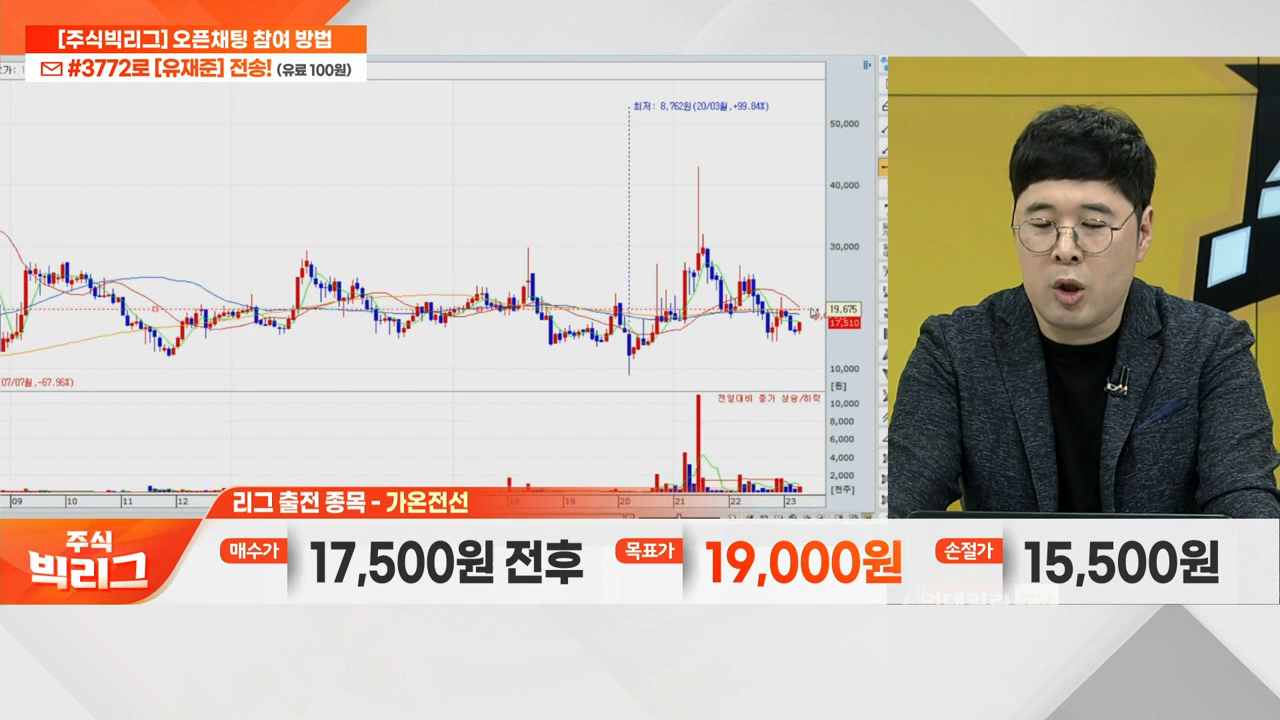 [주식빅리그] 오픈채팅 참여 방법
#3772로 [유재준] 전송! (유료 100원)
최저: 8,762원(20/03월,+99.84%)
50,000
40,000
30,000
19,675
17,510
10,000
[원]
07/07월,-67.96%)
전일대비 종가 상승/하락
10,000
8,000
6,000
4,000
2,000
[천주]
09 10 11 12 18 19 20 21 22 23
리그 출전 종목 - 가온전선
주식
빅리그
매수가 17,500원 전후 목표가 19,000원 손절가 15,500원